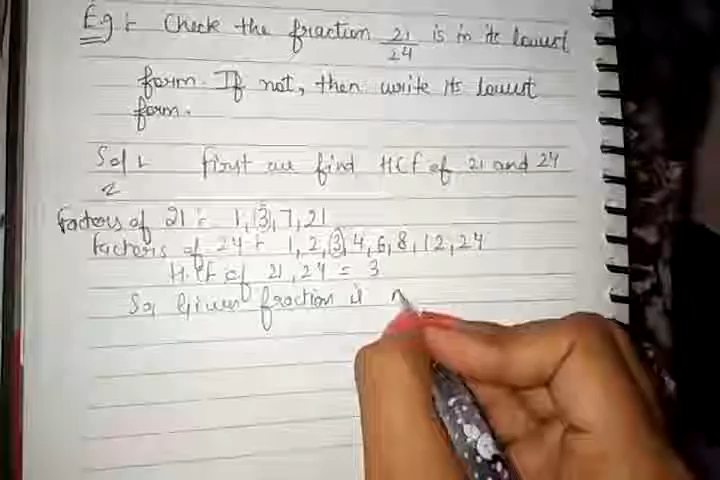 Eg:- Check the fraction 21/24 is in its lowest
form. If not, then write its lowest
form.
Sol:- First we find HCF of 21 and 24
Factors of 21 :- 1, 3, 7, 21
Factors of 24 :- 1, 2, 3, 4, 6, 8, 12, 24
H.C.F of 21, 24 = 3
So, Given fraction is n